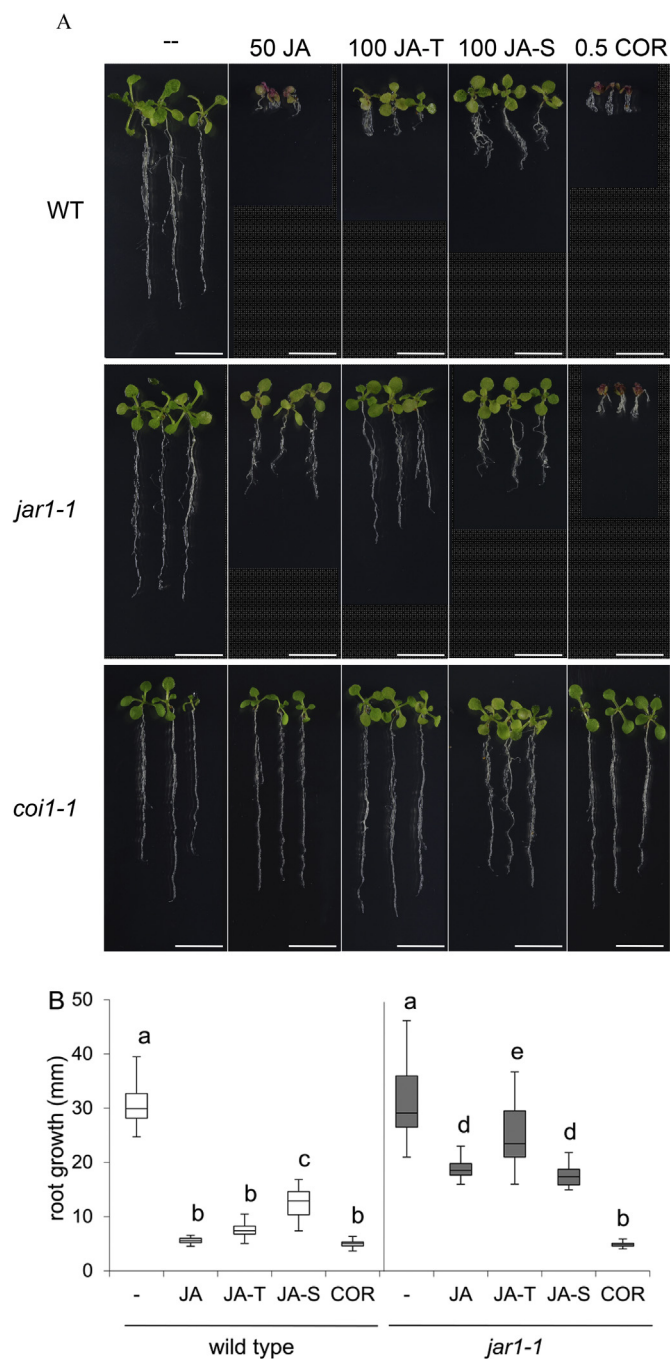 A
-- 50 JA 100 JA-T 100 JA-S 0.5 COR
WT
jar1-1
coi1-1
B
root growth (mm)
50
40
30
20
10
0
a b b c b a d e d b
- JA JA-T JA-S COR - JA JA-T JA-S COR
wild type jar1-1